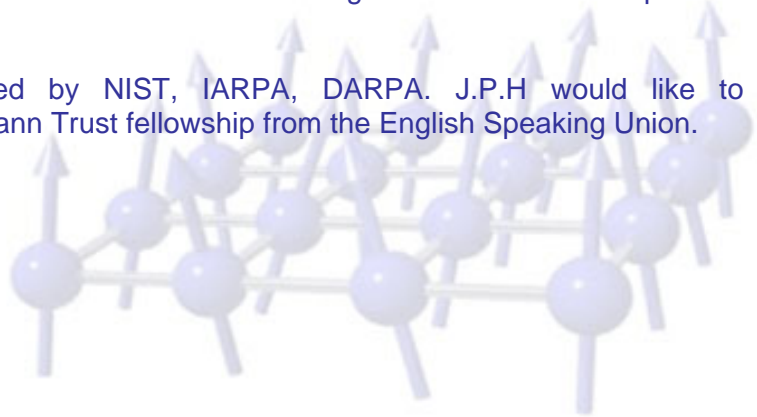 ed by NIST, IARPA, DARPA. J.P.H would like to
ann Trust fellowship from the English Speaking Union.